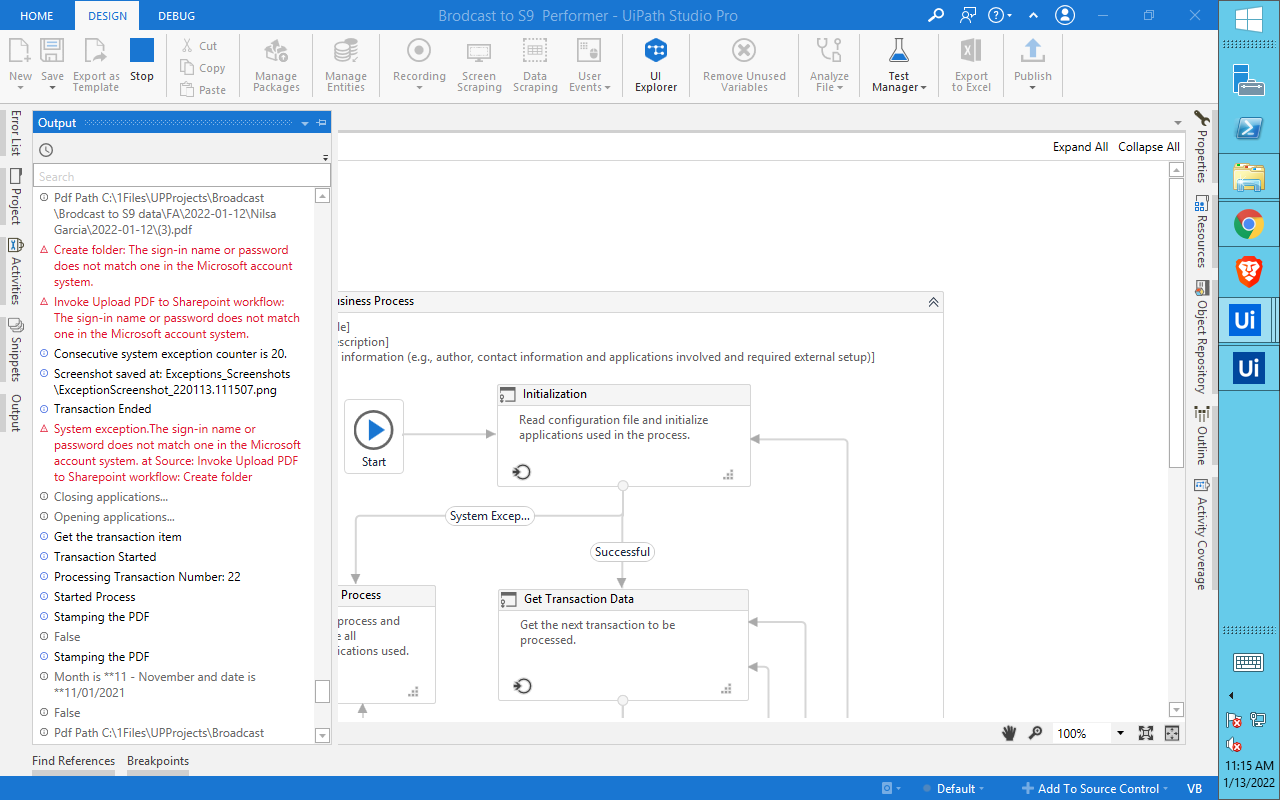 HOME
DESIGN
DEBUG
Brodcast to S9 Performer - UiPath Studio Pro
New
Save
Export as
Template
Stop
Cut
Copy
Paste
Manage
Packages
Manage
Entities
Recording
Screen
Scraping
Data
Scraping
User
Events
UI
Explorer
Remove Unused
Variables
Analyze
File
Test
Manager
Export
to Excel
Publish
Error List
Project
Activities
Snippets
Output
Output
Search
Pdf Path C:\1Files\UPProjects\Broadcast
\Brodcast to S9 data\FA\2022-01-12\Nilsa
Garcia\2022-01-12\(3).pdf
Create folder: The sign-in name or password
does not match one in the Microsoft account
system.
Invoke Upload PDF to Sharepoint workflow:
The sign-in name or password does not match
one in the Microsoft account system.
Consecutive system exception counter is 20.
Screenshot saved at: Exceptions_Screenshots
\ExceptionScreenshot_220113.111507.png
Transaction Ended
System exception.The sign-in name or
password does not match one in the Microsoft
account system. at Source: Invoke Upload PDF
to Sharepoint workflow: Create folder
Closing applications...
Opening applications...
Get the transaction item
Transaction Started
Processing Transaction Number: 22
Started Process
Stamping the PDF
False
Stamping the PDF
Month is **11 - November and date is
**11/01/2021
False
Pdf Path C:\1Files\UPProjects\Broadcast
Find References
Breakpoints
Expand All
Collapse All
usiness Process
le]
scription]
information (e.g., author, contact information and applications involved and required external setup)]
Start
Initialization
Read configuration file and initialize
applications used in the process.
System Excep...
Successful
Process
process and
e all
ications used.
Get Transaction Data
Get the next transaction to be
processed.
100%
Properties
Resources
Object Repository
Outline
Activity Coverage
Default
Add To Source Control
VB
Ui
Ui
11:15 AM
1/13/2022